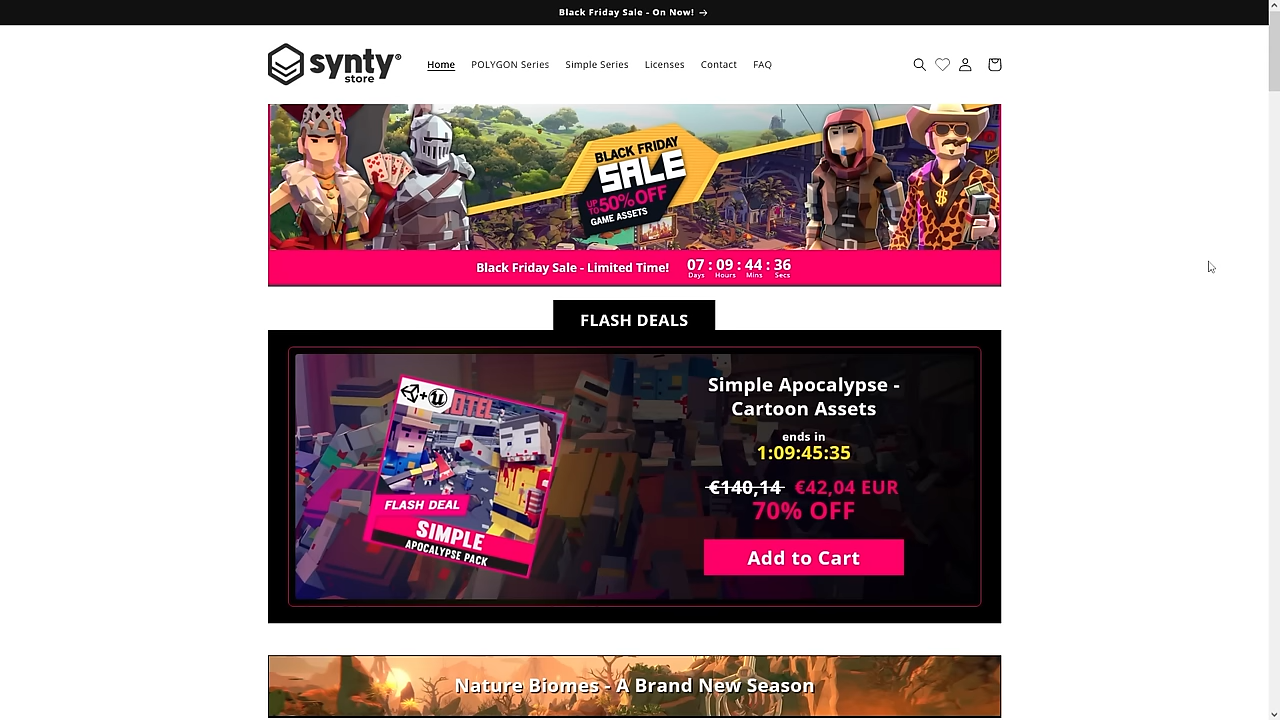 Black Friday Sale - On Now! →
synty®
store
Home
POLYGON Series
Simple Series
Licenses
Contact
FAQ
BLACK FRIDAY
SALE
UP TO 50% OFF
GAME ASSETS
Black Friday Sale - Limited Time!
07 : 09 : 44 : 36
Days Hours Mins Secs
FLASH DEALS
Simple Apocalypse -
Cartoon Assets
ends in
1:09:45:35
€140,14 €42,04 EUR
70% OFF
Add to Cart
OTEL
FLASH DEAL
SIMPLE
APOCALYPSE PACK
Nature Biomes - A Brand New Season